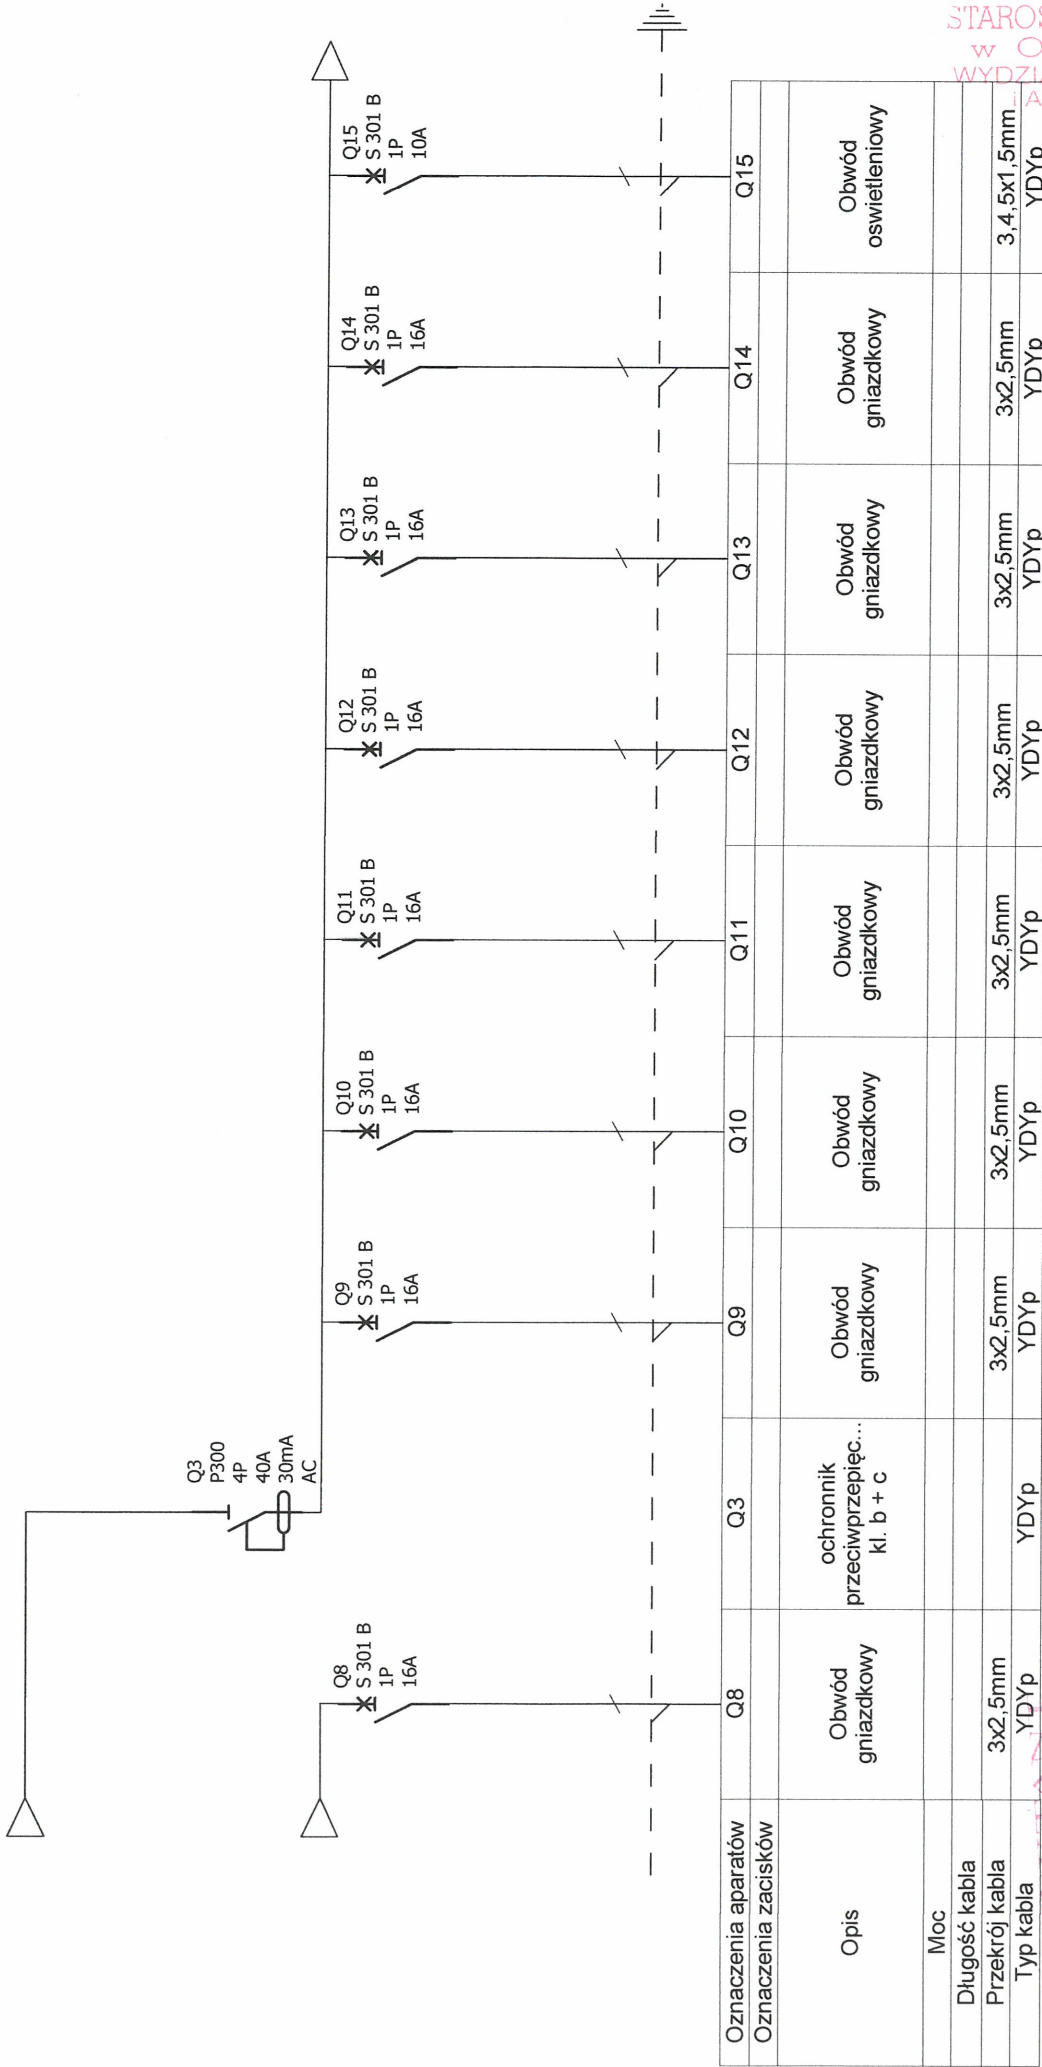 Q3
P300
4P
40A
30mA
AC
Q8
S 301 B
1P
16A
Q9
S 301 B
1P
16A
Q10
S 301 B
1P
16A
Q11
S 301 B
1P
16A
Q12
S 301 B
1P
16A
Q13
S 301 B
1P
16A
Q14
S 301 B
1P
16A
Q15
S 301 B
1P
10A
Oznaczenia aparatów Q8 Q3 Q9 Q10 Q11 Q12 Q13 Q14 Q15
Oznaczenia zacisków
Opis
Obwód
gniazdkowy
ochronnik
przeciwprzepięc...
kl. b + c
Obwód
gniazdkowy
Obwód
gniazdkowy
Obwód
gniazdkowy
Obwód
gniazdkowy
Obwód
gniazdkowy
Obwód
gniazdkowy
Obwód
oswietleniowy
Moc
Długość kabla
Przekrój kabla 3x2,5mm 3x2,5mm 3x2,5mm 3x2,5mm 3x2,5mm 3x2,5mm 3x2,5mm 3,4,5x1,5mm
Typ kabla YDYp YDYp YDYp YDYp YDYp YDYp YDYp YDYp YDYp
STAROS
w O
WYDZIA
i A